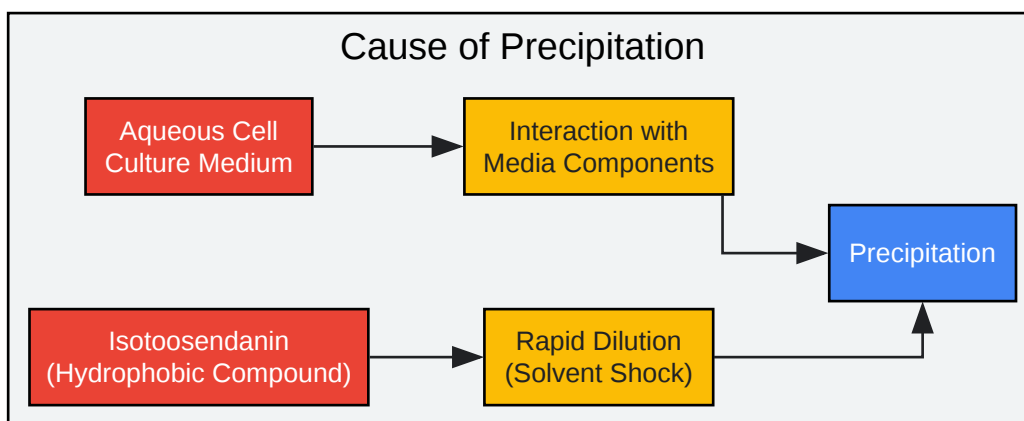 Cause of Precipitation
Aqueous Cell
Culture Medium
Interaction with
Media Components
Precipitation
Isotoosendanin
(Hydrophobic Compound)
Rapid Dilution
(Solvent Shock)